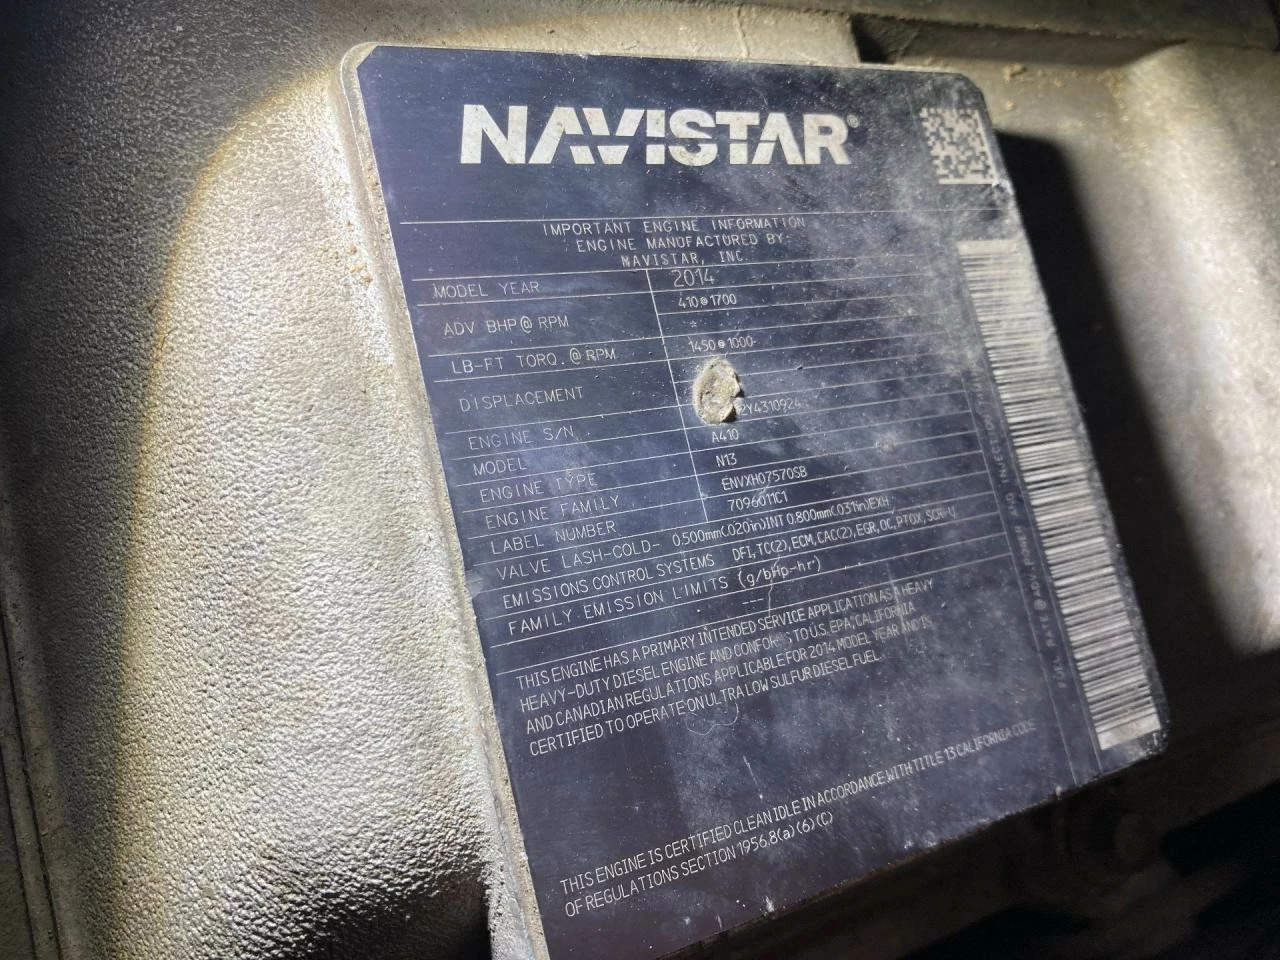 NAVISTAR®
IMPORTANT ENGINE INFORMATION
ENGINE MANUFACTURED BY-
NAVISTAR, INC.
MODEL YEAR 2014
ADV BHP@RPM 410@1700
LB-FT TORQ.@RPM 1450@1000
DISPLACEMENT
ENGINE S/N 2Y4310924
MODEL A410
ENGINE TYPE N13
ENGINE FAMILY ENVXH07570SB
LABEL NUMBER 7096011C1
VALVE LASH-COLD- 0.500mm(.020in)INT 0.800mm(.031in)EXH
EMISSIONS CONTROL SYSTEMS DFI,TC(2),ECM,CAC(2),EGR,OC,PTOX,SCR-U
FAMILY EMISSION LIMITS (g/bHp-hr)
---
THIS ENGINE HAS A PRIMARY INTENDED SERVICE APPLICATION AS A HEAVY
HEAVY-DUTY DIESEL ENGINE AND CONFORMS TO U.S. EPA, CALIFORNIA
AND CANADIAN REGULATIONS APPLICABLE FOR 2014 MODEL YEAR AND IS
CERTIFIED TO OPERATE ON ULTRA LOW SULFUR DIESEL FUEL.
THIS ENGINE IS CERTIFIED CLEAN IDLE IN ACCORDANCE WITH TITLE 13 CALIFORNIA CODE
OF REGULATIONS SECTION 1956.8(a)(6)(C)
FUEL RATE @ ADV. POWER AND INJECTION